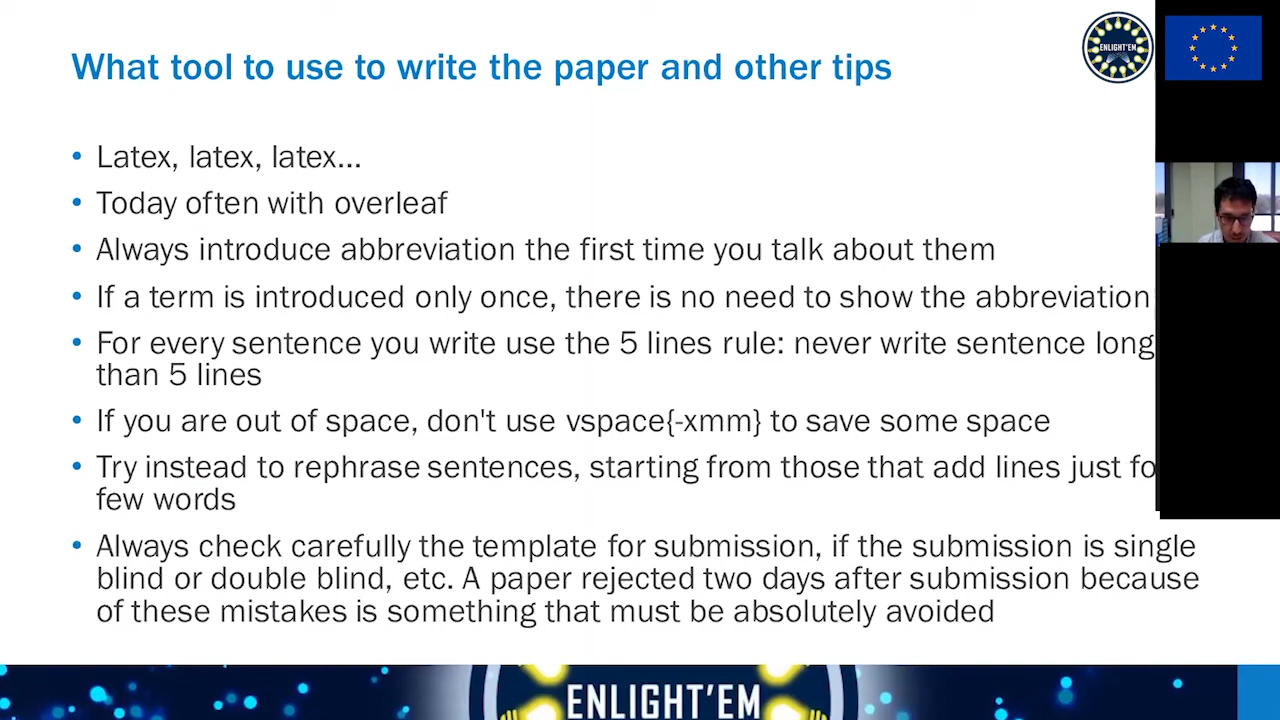 What tool to use to write the paper and other tips
ENLIGHT'EM
• Latex, latex, latex...
• Today often with overleaf
• Always introduce abbreviation the first time you talk about them
• If a term is introduced only once, there is no need to show the abbreviation
• For every sentence you write use the 5 lines rule: never write sentence long
than 5 lines
• If you are out of space, don't use vspace{-xmm} to save some space
• Try instead to rephrase sentences, starting from those that add lines just fo
few words
• Always check carefully the template for submission, if the submission is single
blind or double blind, etc. A paper rejected two days after submission because
of these mistakes is something that must be absolutely avoided
ENLIGHT'EM